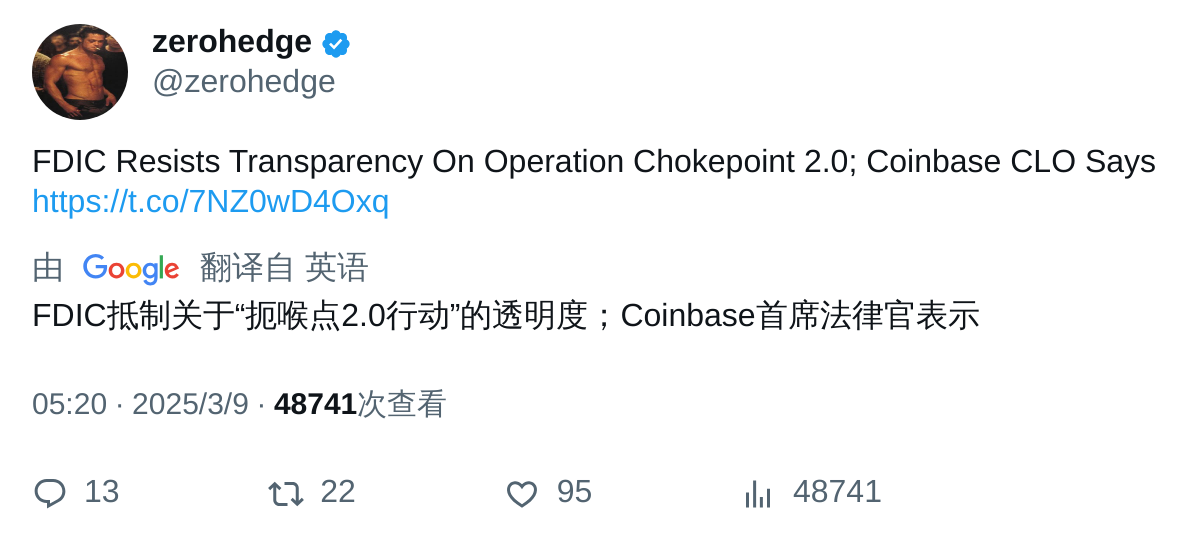 zerohedge
@zerohedge
FDIC Resists Transparency On Operation Chokepoint 2.0; Coinbase CLO Says
https://t.co/7NZ0wD4Oxq
由 Google 翻译自 英语
FDIC抵制关于“扼喉点2.0行动”的透明度；Coinbase首席法律官表示
05:20 · 2025/3/9 · 48741次查看
13 22 95 48741